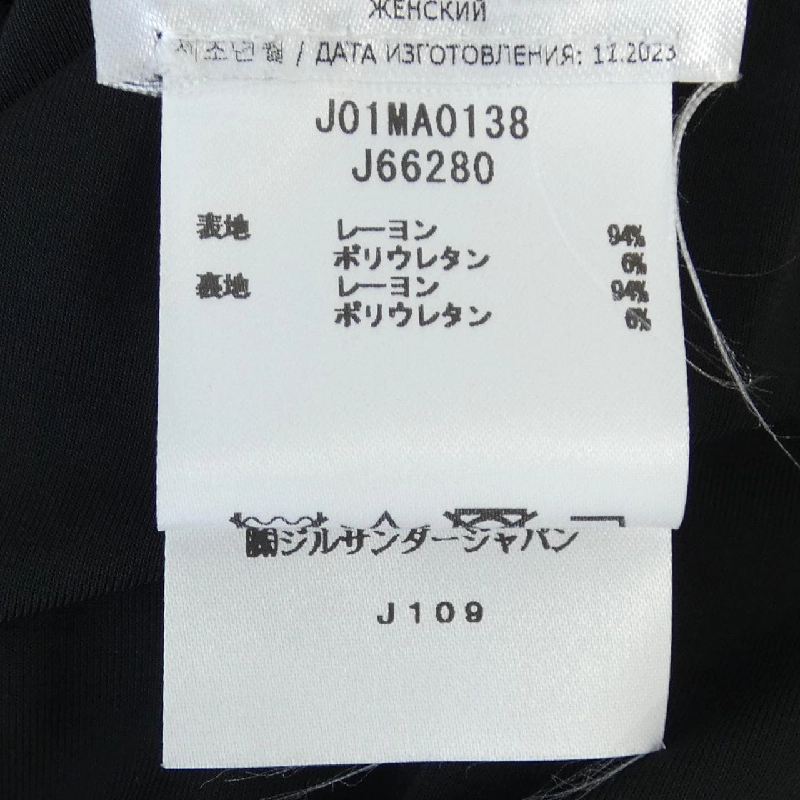 ЖЕНСКИЙ
제조년월 / ДАТА ИЗГОТОВЛЕНИЯ: 11.2023
J01MA0138
J66280
表地 レーヨン 94%
ポリウレタン 6%
裏地 レーヨン 94%
ポリウレタン 6%
㈱ジルサンダージャパン
J109